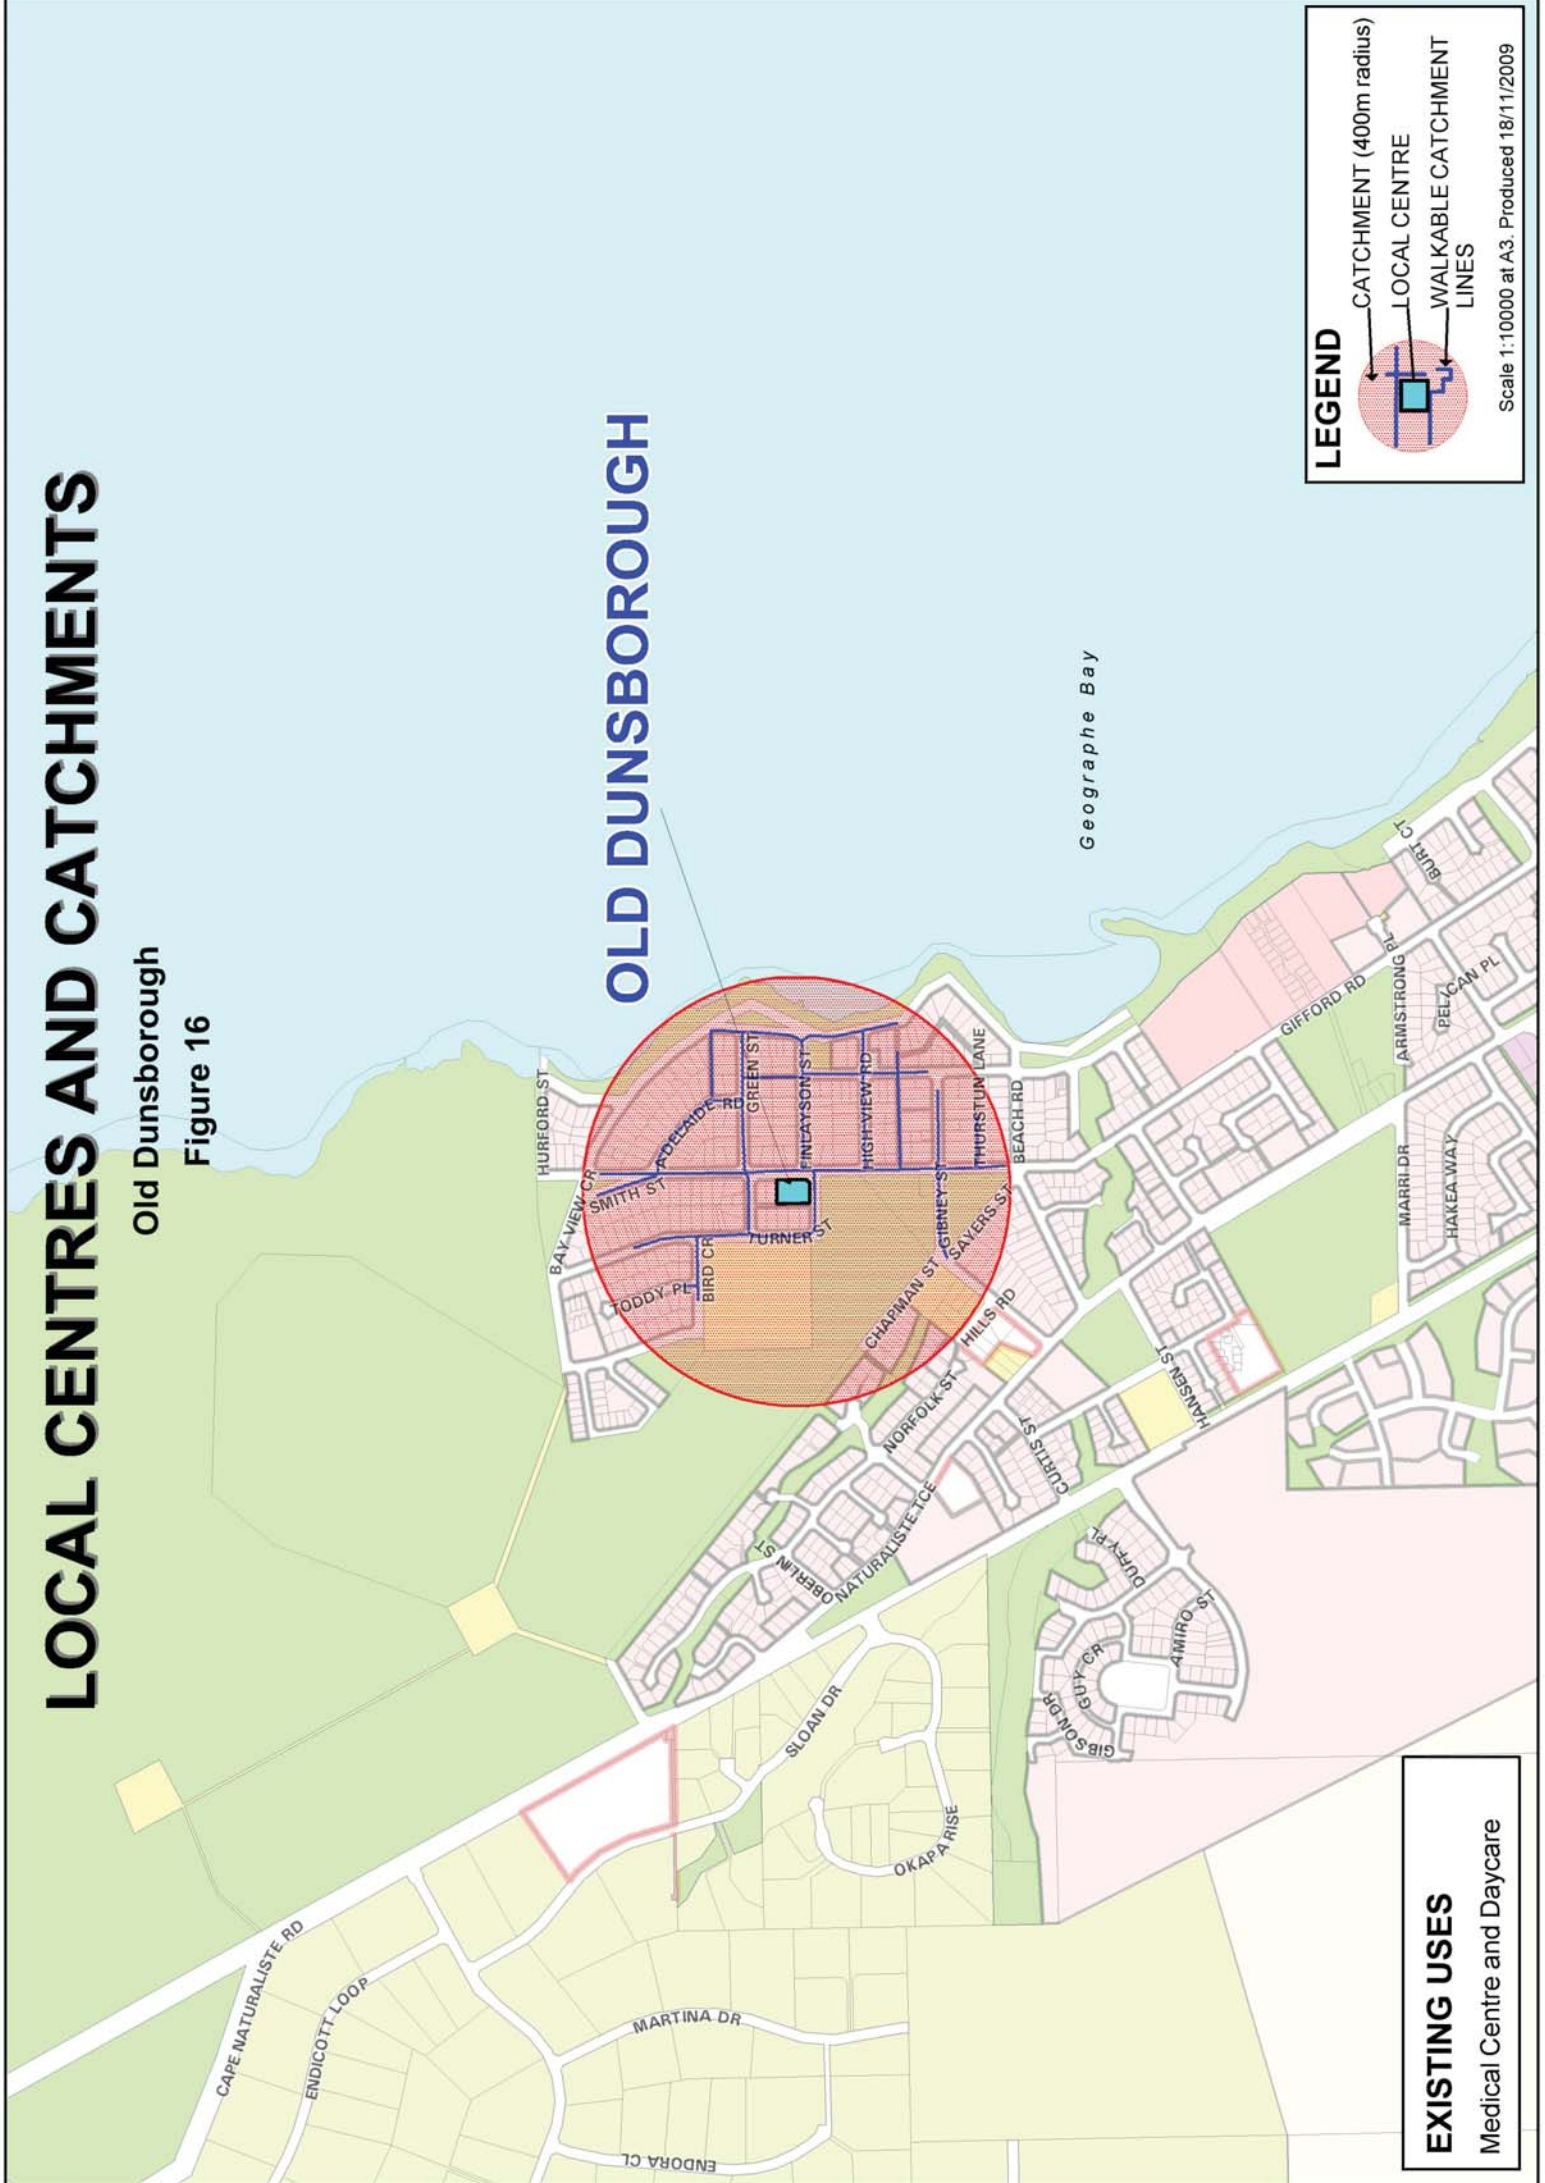 LOCAL CENTRES AND CATCHMENTS
Old Dunsborough
Figure 16
OLD DUNSBOROUGH
Geographe Bay
HURFORD ST
BAY VIEW CR
SMITH ST
ADELAIDE RD
GREEN ST
FINLAYSON ST
HIGH VIEW RD
THURSTUN LANE
BEACH RD
TURNER ST
BIRD CR
TODDY PL
GIBNEY ST
SAYERS ST
CHAPMAN ST
HILLS RD
NORFOLK ST
CURTIS ST
HANSEN ST
OBERLIN ST
NATURALISTE TCE
GIFFORD RD
BURT CT
ARMSTRONG PL
PELICAN PL
MARRI DR
HAKEA WAY
DUFFY PL
AMIRO ST
GUY CR
GIBSON DR
SLOAN DR
OKAPA RISE
CAPE NATURALISTE RD
ENDICOTT LOOP
MARTINA DR
ENDORA CL
EXISTING USES
Medical Centre and Daycare
LEGEND
CATCHMENT (400m radius)
LOCAL CENTRE
WALKABLE CATCHMENT
LINES
Scale 1:10000 at A3. Produced 18/11/2009